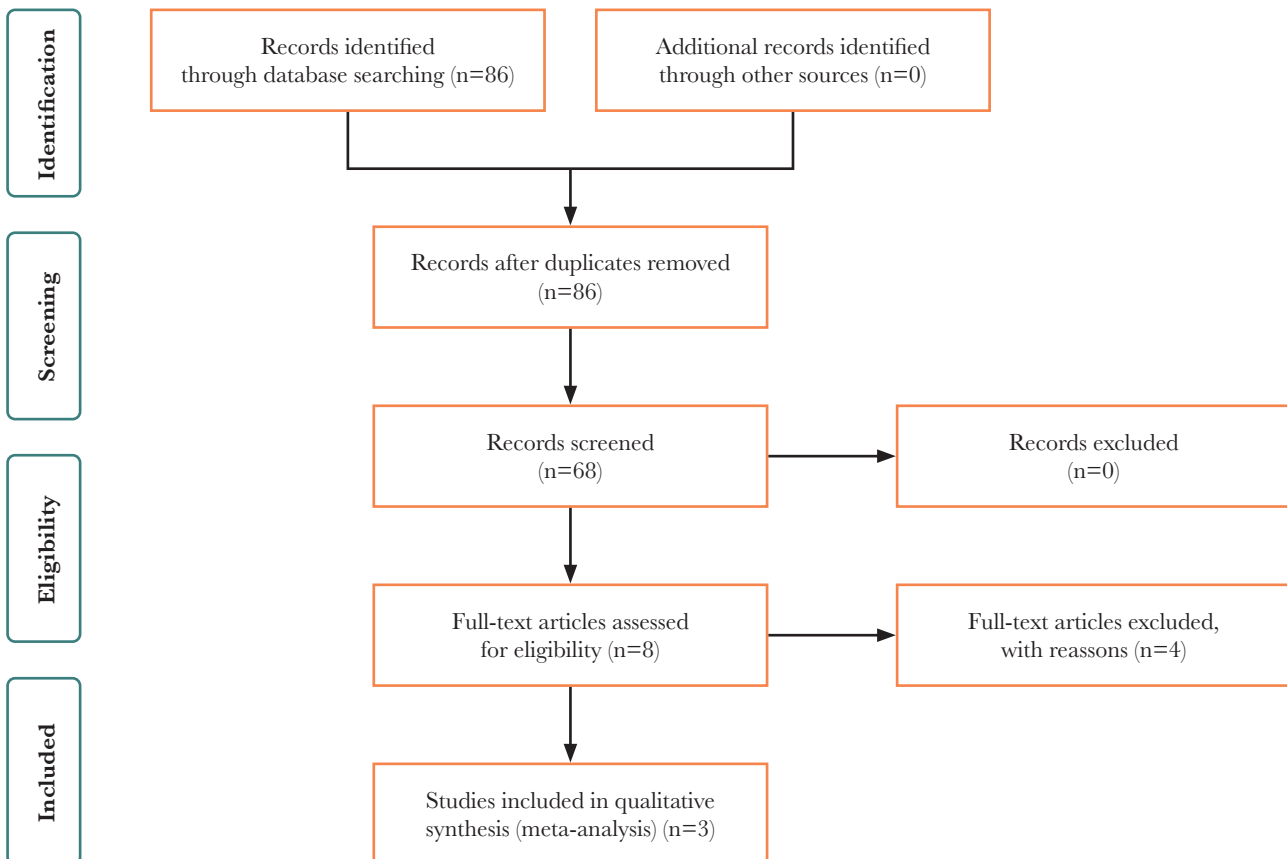 Identification
Records identified
through database searching (n=86)
Additional records identified
through other sources (n=0)
Screening
Records after duplicates removed
(n=86)
Records screened
(n=68)
Records excluded
(n=0)
Eligibility
Full-text articles assessed
for eligibility (n=8)
Full-text articles excluded,
with reassons (n=4)
Included
Studies included in qualitative
synthesis (meta-analysis) (n=3)